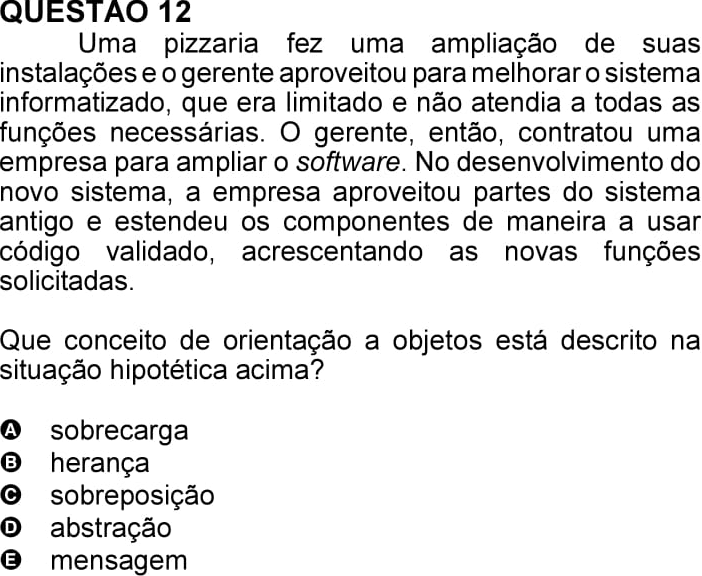 QUESTÃO 12
Uma pizzaria fez uma ampliação de suas
instalações e o gerente aproveitou para melhorar o sistema
informatizado, que era limitado e não atendia a todas as
funções necessárias. O gerente, então, contratou uma
empresa para ampliar o software. No desenvolvimento do
novo sistema, a empresa aproveitou partes do sistema
antigo e estendeu os componentes de maneira a usar
código validado, acrescentando as novas funções
solicitadas.
Que conceito de orientação a objetos está descrito na
situação hipotética acima?
A sobrecarga
B herança
C sobreposição
D abstração
E mensagem